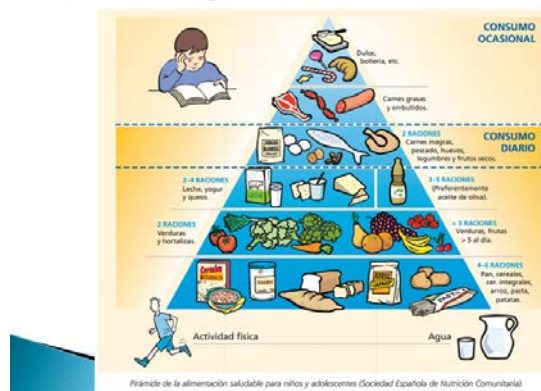 CONSUMO
OCASIONAL
Dulce,
bollería, etc.
Carnes grasas
y embutidos.
2 RACIONES
Carnes magras,
pescado, huevos,
legumbres y frutos secos.
CONSUMO
DIARIO
2-4 RACIONES
Leche, yogur
y queso.
3-5 RACIONES
(Preferentemente
aceite de oliva).
2 RACIONES
Verduras
y hortalizas.
> 3 RACIONES
Verduras, frutas
> 5 al día.
4-6 RACIONES
Pan, cereales,
cer. integrales,
arroz, pasta,
patatas.
Cereales
PASTA
Actividad física
Agua
Pirámide de la alimentación saludable para niños y adolescentes (Sociedad Española de Nutrición Comunitaria).